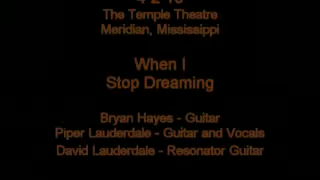 The Temple Theatre
Meridian, Mississippi
When I
Stop Dreaming
Bryan Hayes - Guitar
Piper Lauderdale - Guitar and Vocals
David Lauderdale - Resonator Guitar